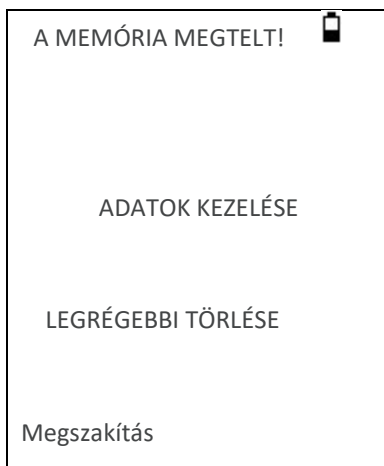 A MEMÓRIA MEGTELT!
ADATOK KEZELÉSE
LEGRÉGEBBI TÖRLÉSE
Megszakítás